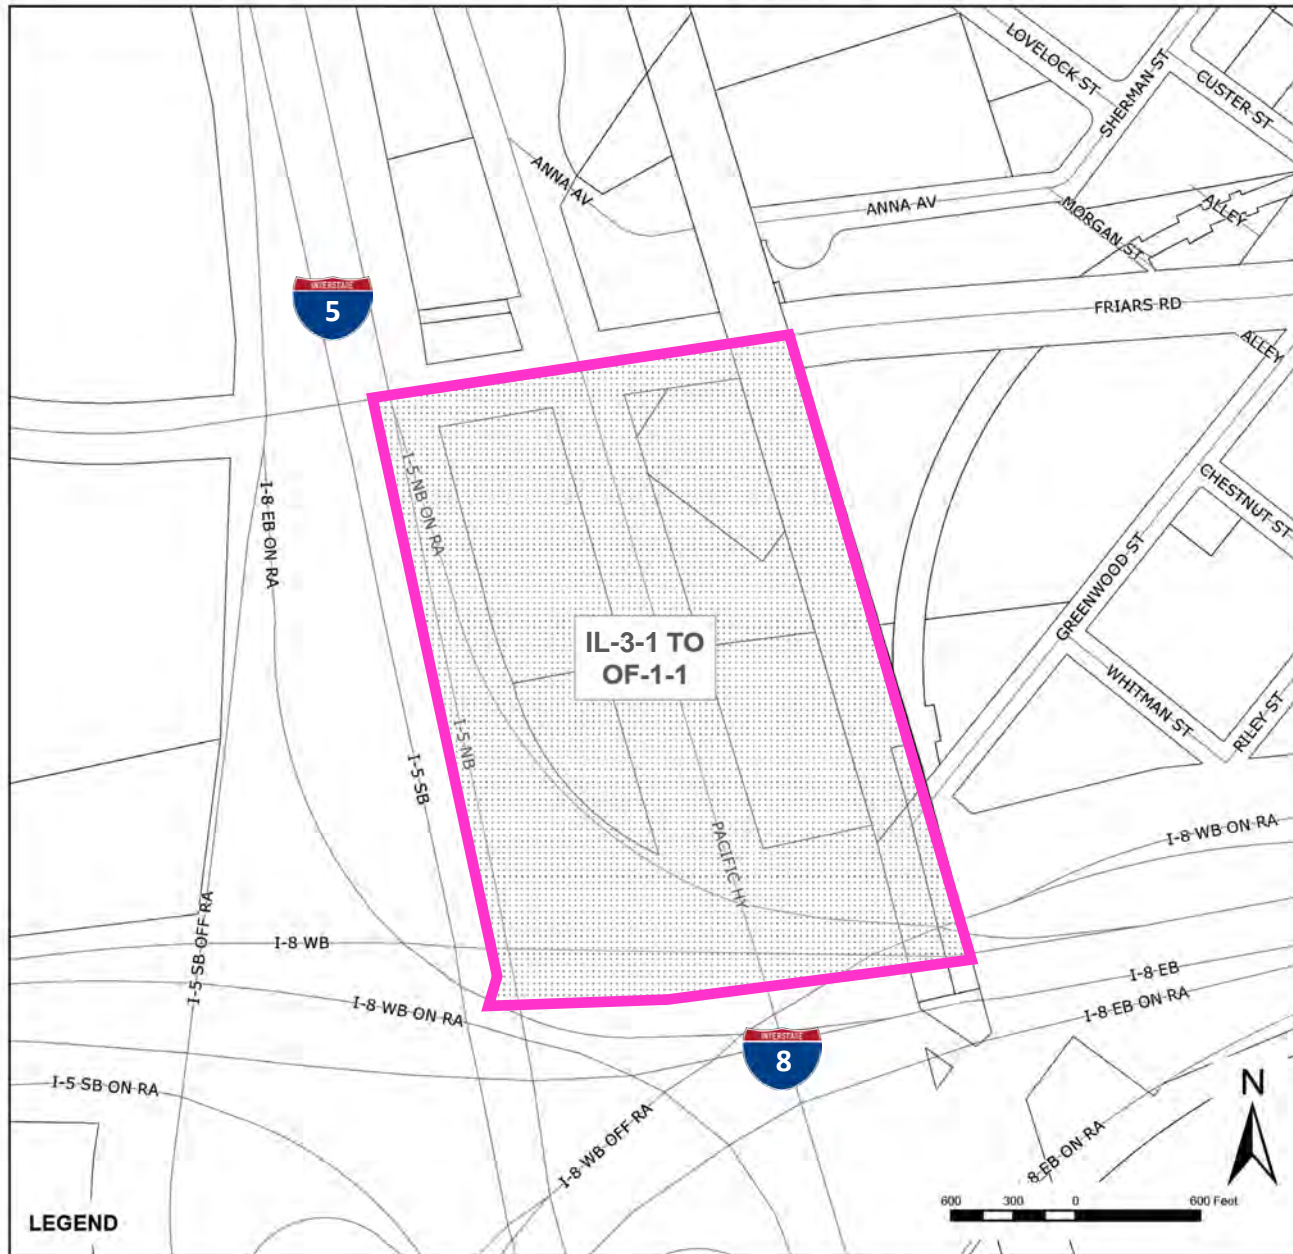 LOVELOCK ST
SHERMAN ST
CUSTER ST
ANNA AV
ANNA AV
MORGAN ST
ALLEY
INTERSTATE
5
FRIARS RD
ALLEY
I-5 NB ON RA
I-8 EB ON RA
CHESTNUT ST
GREENWOOD ST
IL-3-1 TO
OF-1-1
WHITMAN ST
RILEY ST
I-5 NB
I-5 SB
PACIFIC HY
I-8 WB ON RA
I-5 SB OFF RA
I-8 WB
I-8 EB
I-8 WB ON RA
I-8 EB ON RA
INTERSTATE
8
I-5 SB ON RA
N
I-8 WB OFF RA
8 EB ON RA
600 300 0 600 Feet
LEGEND